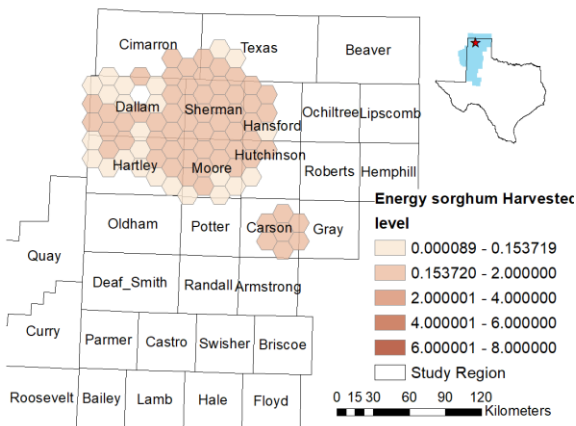 Cimarron Texas Beaver
Dallam Sherman Ochiltree Lipscomb
Hansford
Hartley Moore Hutchinson Roberts Hemphill
Energy sorghum Harvested
level
Oldham Potter Carson Gray
0.000089 - 0.153719
Quay
0.153720 - 2.000000
Deaf_Smith Randall Armstrong
2.000001 - 4.000000
4.000001 - 6.000000
Curry Parmer Castro Swisher Briscoe
6.000001 - 8.000000
Study Region
Roosevelt Bailey Lamb Hale Floyd
0 15 30 60 90 120
Kilometers